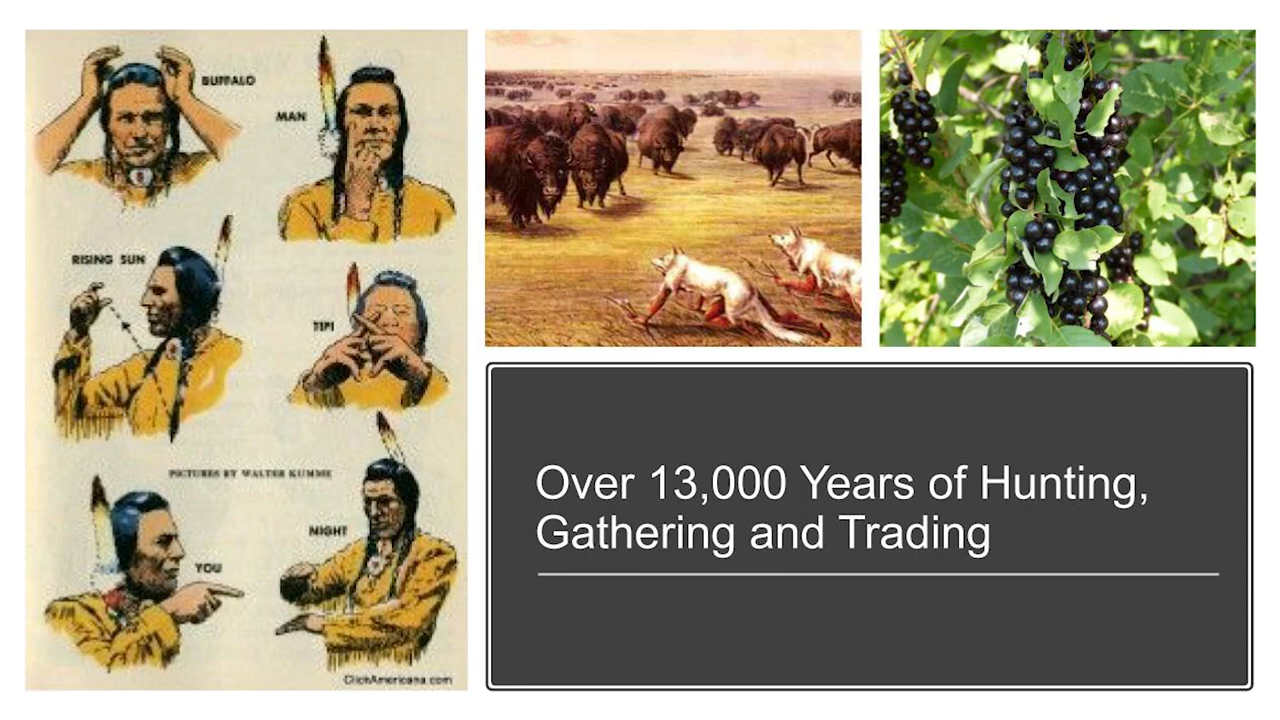 BUFFALO
MAN
RISING SUN
TIPI
PICTURES BY WALTER KUMME
NIGHT
YOU
ClickAmericana.com
Over 13,000 Years of Hunting,
Gathering and Trading